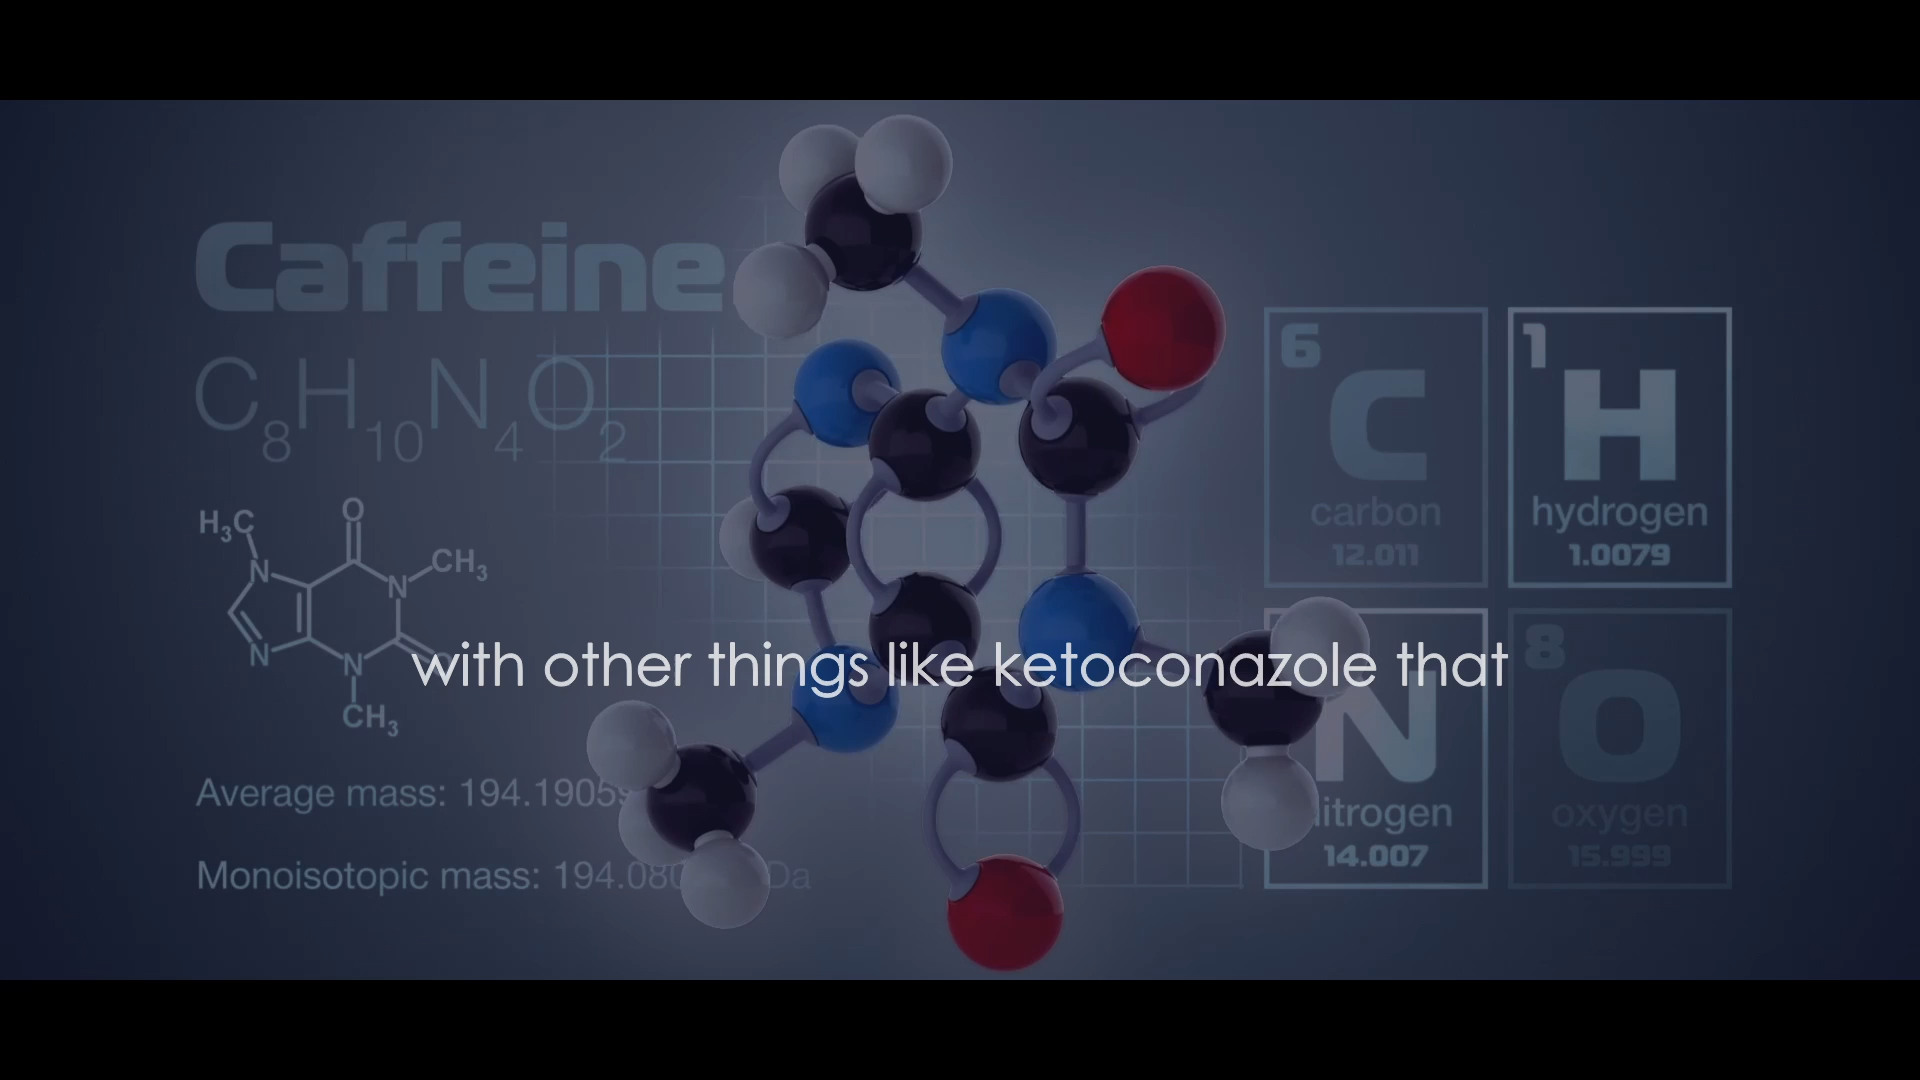 Caffeine
C8H10N4O2
H3C
O
N
CH3
N
N
N
CH3
Average mass: 194.1905
Monoisotopic mass: 194.080 Da
6
C
carbon
12.011
1
H
hydrogen
1.0079
N
itrogen
14.007
8
O
oxygen
15.999
with other things like ketoconazole that